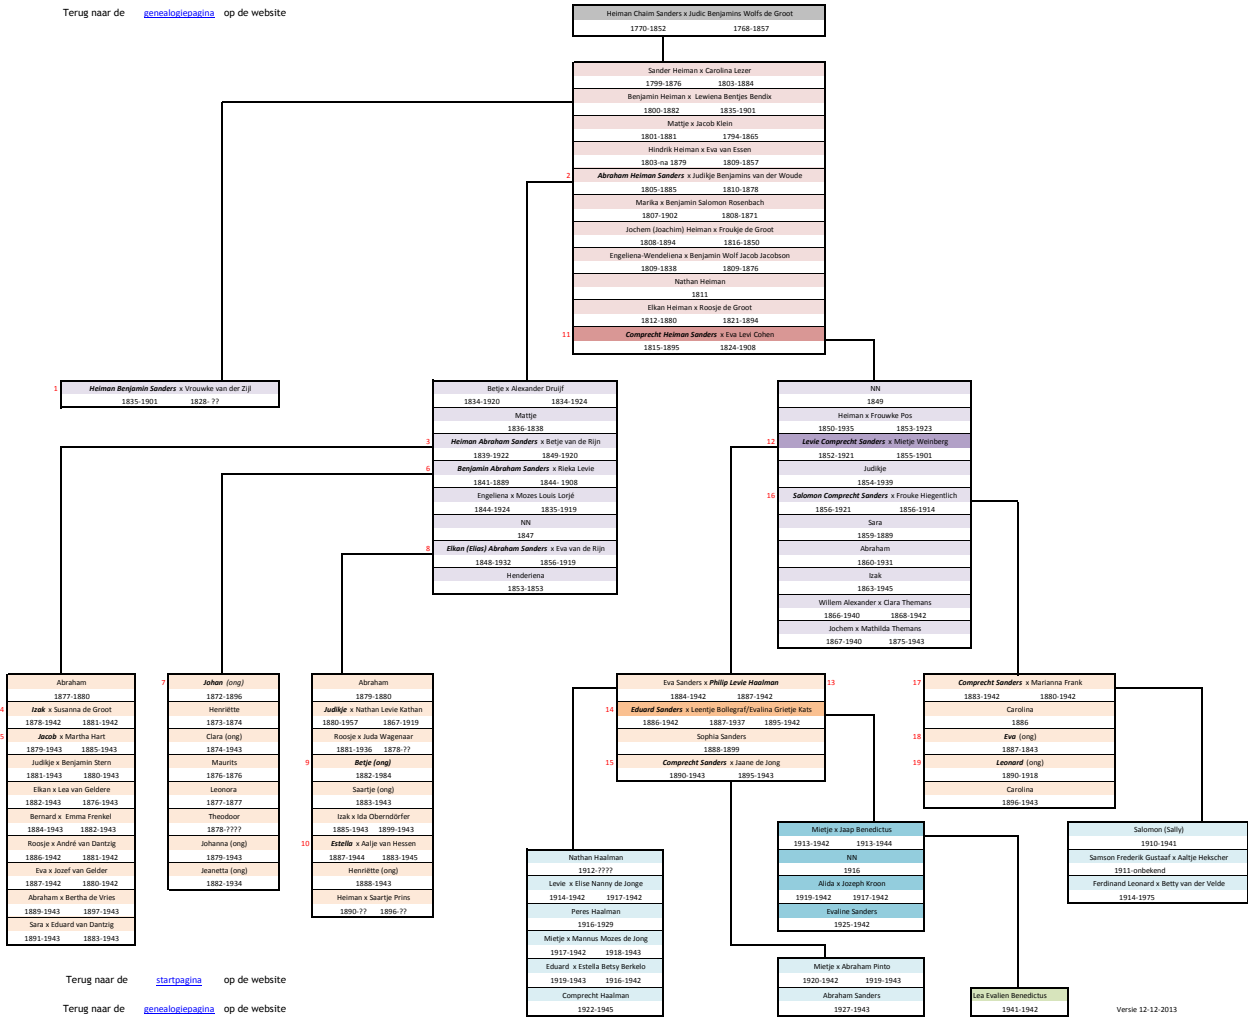 Terug naar de genealogiepagina op de website
Heiman Chaim Sanders x Judic Benjamins Wolfs de Groot
1770-1852 1768-1857
Sander Heiman x Carolina Lezer
1799-1876 1803-1884
Benjamin Heiman x Lewiena Bentjes Bendix
1800-1882 1835-1901
Mattje x Jacob Klein
1801-1881 1794-1865
Hindrik Heiman x Eva van Essen
1803-na 1879 1809-1857
2 Abraham Heiman Sanders x Judikje Benjamins van der Woude
1805-1885 1810-1878
Marika x Benjamin Salomon Rosenbach
1807-1902 1808-1871
Jochem (Joachim) Heiman x Froukje de Groot
1808-1894 1816-1850
Engeliena-Wendeliena x Benjamin Wolf Jacob Jacobson
1809-1838 1809-1876
Nathan Heiman
1811
Elkan Heiman x Roosje de Groot
1812-1880 1821-1894
11 Comprecht Heiman Sanders x Eva Levi Cohen
1815-1895 1824-1908
1 Heiman Benjamin Sanders x Vrouwke van der Zijl
1835-1901 1828- ??
Betje x Alexander Druijf
1834-1920 1834-1924
Mattje
1836-1838
3 Heiman Abraham Sanders x Betje van de Rijn
1839-1922 1849-1920
6 Benjamin Abraham Sanders x Rieka Levie
1841-1889 1844- 1908
Engeliena x Mozes Louis Lorjé
1844-1924 1835-1919
NN
1847
8 Elkan (Elias) Abraham Sanders x Eva van de Rijn
1848-1932 1856-1919
Henderiena
1853-1853
NN
1849
Heiman x Frouwke Pos
1850-1935 1853-1923
12 Levie Comprecht Sanders x Mietje Weinberg
1852-1921 1855-1901
Judikje
1854-1939
16 Salomon Comprecht Sanders x Frouke Hiegentlich
1856-1921 1856-1914
Sara
1859-1889
Abraham
1860-1931
Izak
1863-1945
Willem Alexander x Clara Themans
1866-1940 1868-1942
Jochem x Mathilda Themans
1867-1940 1875-1943
Abraham
1877-1880
4 Izak x Susanna de Groot
1878-1942 1881-1942
5 Jacob x Martha Hart
1879-1943 1885-1943
Judikje x Benjamin Stern
1881-1943 1880-1943
Elkan x Lea van Geldere
1882-1943 1876-1943
Bernard x Emma Frenkel
1884-1943 1882-1943
Roosje x André van Dantzig
1886-1942 1881-1942
Eva x Jozef van Gelder
1887-1942 1880-1942
Abraham x Bertha de Vries
1889-1943 1897-1943
Sara x Eduard van Dantzig
1891-1943 1883-1943
7 Johan (ong)
1872-1896
Henriëtte
1873-1874
Clara (ong)
1874-1943
Maurits
1876-1876
Leonora
1877-1877
Theodoor
1878-????
Johanna (ong)
1879-1943
Jeanetta (ong)
1882-1934
Abraham
1879-1880
Judikje x Nathan Levie Kathan
1880-1957 1867-1919
Roosje x Juda Wagenaar
1881-1936 1878-??
9 Betje (ong)
1882-1984
Saartje (ong)
1883-1943
Izak x Ida Oberndörfer
1885-1943 1899-1943
10 Estella x Aalje van Hessen
1887-1944 1883-1945
Henriëtte (ong)
1888-1943
Heiman x Saartje Prins
1890-?? 1896-??
Eva Sanders x Philip Levie Haalman 13
1884-1942 1887-1942
14 Eduard Sanders x Leentje Bollegraf/Evalina Grietje Kats
1886-1942 1887-1937 1895-1942
Sophia Sanders
1888-1899
15 Comprecht Sanders x Jaane de Jong
1890-1943 1895-1943
17 Comprecht Sanders x Marianna Frank
1883-1942 1880-1942
Carolina
1886
18 Eva (ong)
1887-1843
19 Leonard (ong)
1890-1918
Carolina
1896-1943
Nathan Haalman
1912-????
Levie x Elise Nanny de Jonge
1914-1942 1917-1942
Peres Haalman
1916-1929
Mietje x Mannus Mozes de Jong
1917-1942 1918-1943
Eduard x Estella Betsy Berkelo
1919-1943 1916-1942
Comprecht Haalman
1922-1945
Mietje x Jaap Benedictus
1913-1942 1913-1944
NN
1916
Alida x Jozeph Kroon
1919-1942 1917-1942
Evaline Sanders
1925-1942
Salomon (Sally)
1910-1941
Samson Frederik Gustaaf x Aaltje Hekscher
1911-onbekend
Ferdinand Leonard x Betty van der Velde
1914-1975
Mietje x Abraham Pinto
1920-1942 1919-1943
Abraham Sanders
1927-1943
Lea Evalien Benedictus
1941-1942
Terug naar de startpagina op de website
Terug naar de genealogiepagina op de website
Versie 12-12-2013